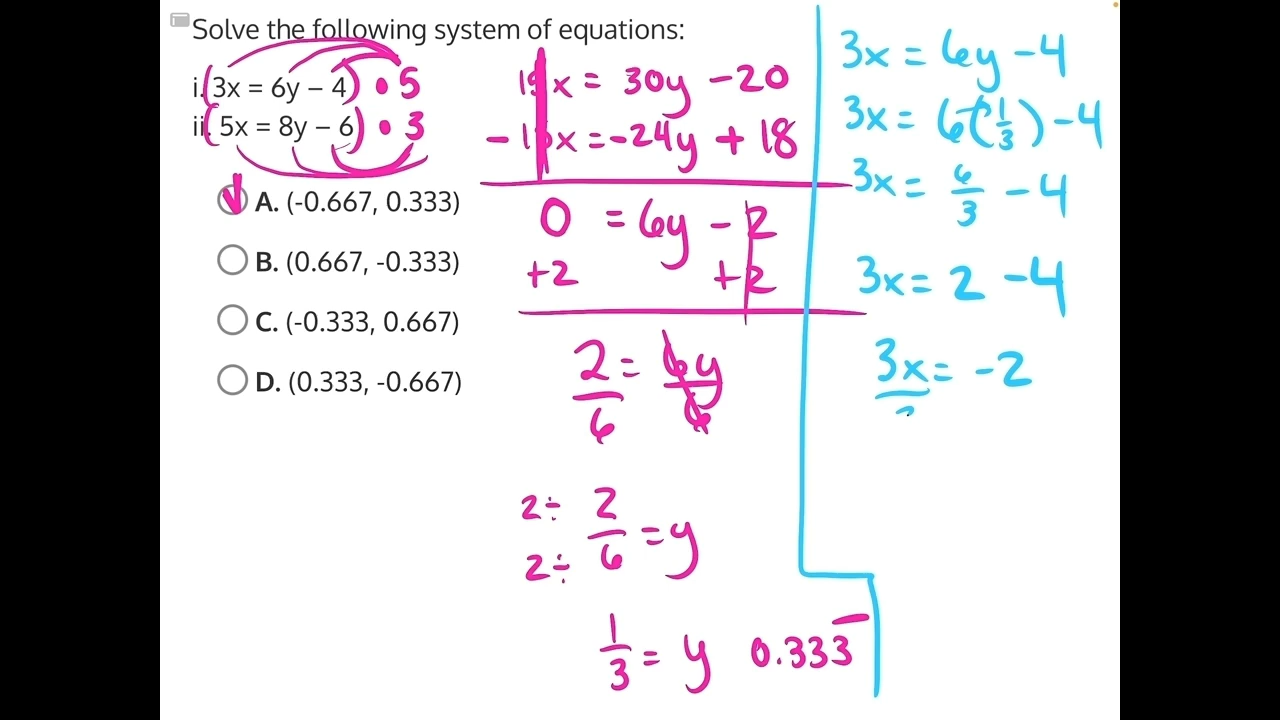 Solve the following system of equations:
i. (3x = 6y – 4) • 5
ii. (5x = 8y – 6) • 3
A. (-0.667, 0.333)
B. (0.667, -0.333)
C. (-0.333, 0.667)
D. (0.333, -0.667)
15x = 30y - 20
-15x = -24y + 18
0 = 6y - 2
+2 +2
2/6 = 6y/6
2÷ 2/6 = y
2÷
1/3 = y 0.333
3x = 6y - 4
3x = 6(1/3) - 4
3x = 6/3 - 4
3x = 2 - 4
3x = -2